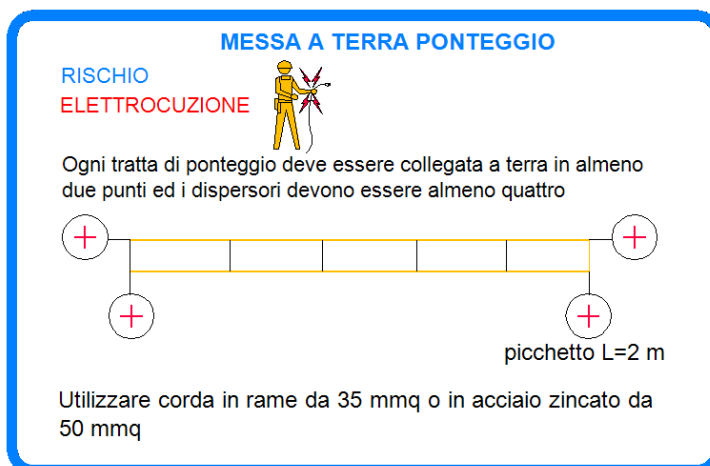 MESSA A TERRA PONTEGGIO
RISCHIO
ELETTROCUZIONE
Ogni tratta di ponteggio deve essere collegata a terra in almeno
due punti ed i dispersori devono essere almeno quattro
picchetto L=2 m
Utilizzare corda in rame da 35 mmq o in acciaio zincato da
50 mmq